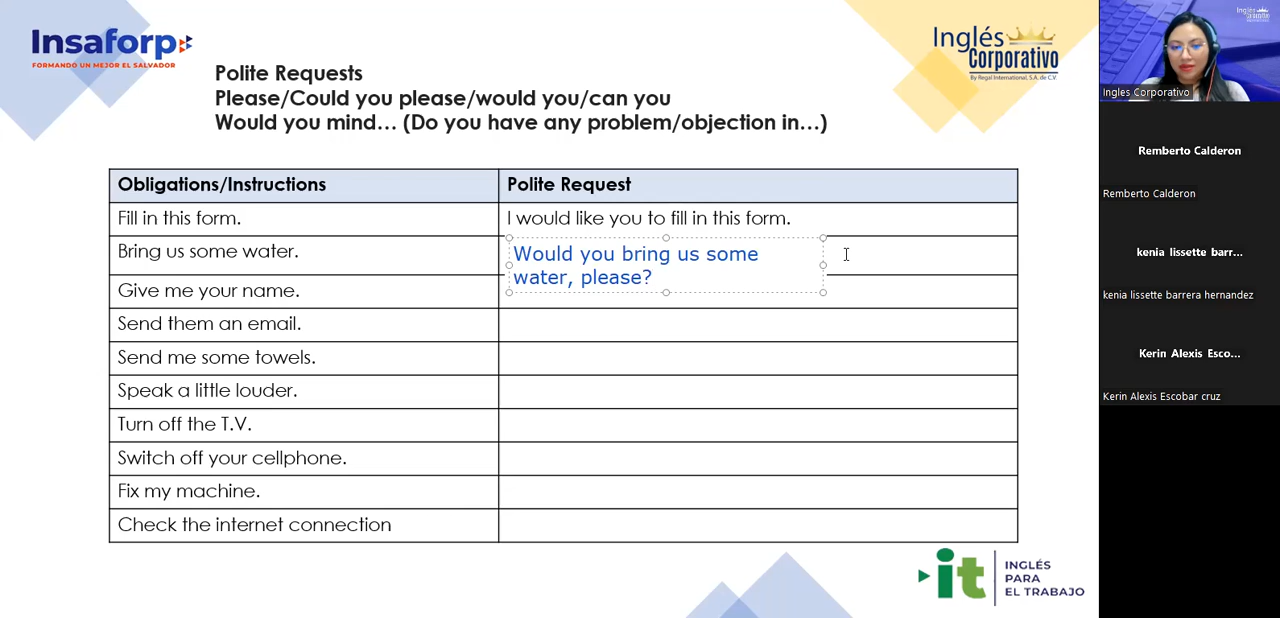 Insaforp
FORMANDO UN MEJOR EL SALVADOR
Inglés
Corporativo
By Regal International, S.A. de C.V.
Polite Requests
Please/Could you please/would you/can you
Would you mind... (Do you have any problem/objection in...)
Obligations/Instructions
Polite Request
Fill in this form.
I would like you to fill in this form.
Bring us some water.
Would you bring us some
water, please?
Give me your name.
Send them an email.
Send me some towels.
Speak a little louder.
Turn off the T.V.
Switch off your cellphone.
Fix my machine.
Check the internet connection
it
INGLÉS
PARA
EL TRABAJO
Inglés
Corporativo
Ingles Corporativo
Remberto Calderon
Remberto Calderon
kenia lissette barr...
kenia lissette barrera hernandez
Kerin Alexis Esco...
Kerin Alexis Escobar cruz